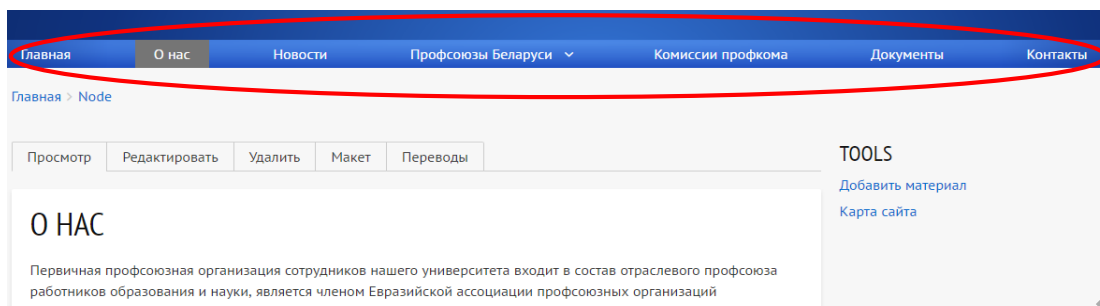 Главная О нас Новости Профсоюзы Беларуси Комиссии профкома Документы Контакты
Главная > Node
Просмотр Редактировать Удалить Макет Переводы
TOOLS
Добавить материал
Карта сайта
О НАС
Первичная профсоюзная организация сотрудников нашего университета входит в состав отраслевого профсоюза
работников образования и науки, является членом Евразийской ассоциации профсоюзных организаций